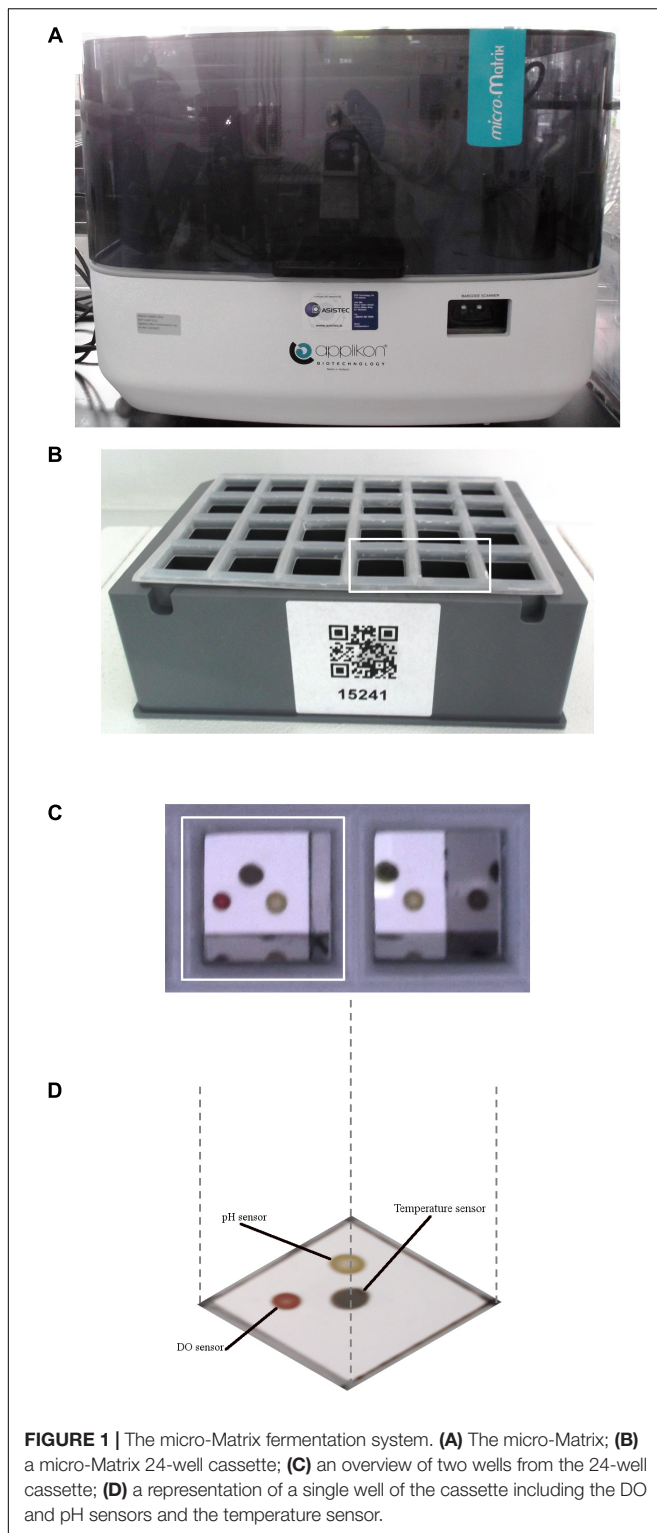 A
micro-Matrix
BARCODE SCANNER
ASISTEC
applikon®
BIOTECHNOLOGY
B
15241
C
D
pH sensor
Temperature sensor
DO sensor
FIGURE 1 | The micro-Matrix fermentation system. (A) The micro-Matrix; (B)
a micro-Matrix 24-well cassette; (C) an overview of two wells from the 24-well
cassette; (D) a representation of a single well of the cassette including the DO
and pH sensors and the temperature sensor.